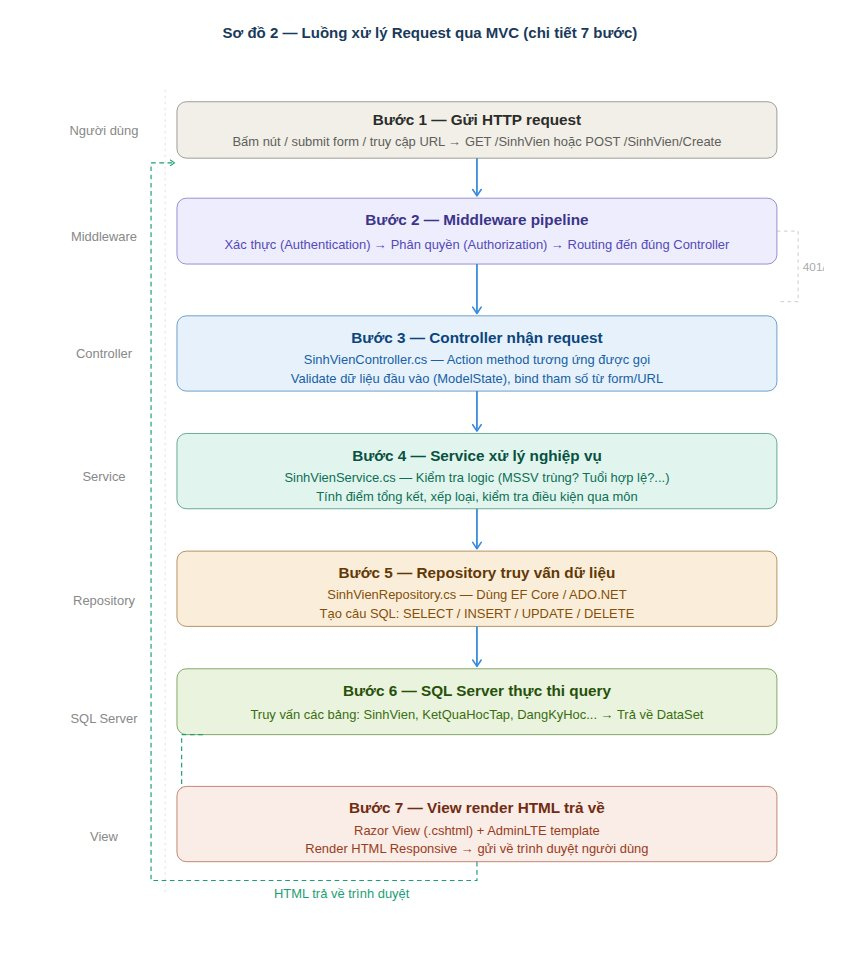 Sơ đồ 2 — Luồng xử lý Request qua MVC (chi tiết 7 bước)
Người dùng
Bước 1 — Gửi HTTP request
Bấm nút / submit form / truy cập URL → GET /SinhVien hoặc POST /SinhVien/Create
Middleware
Bước 2 — Middleware pipeline
Xác thực (Authentication) → Phân quyền (Authorization) → Routing đến đúng Controller
401
Controller
Bước 3 — Controller nhận request
SinhVienController.cs — Action method tương ứng được gọi
Validate dữ liệu đầu vào (ModelState), bind tham số từ form/URL
Service
Bước 4 — Service xử lý nghiệp vụ
SinhVienService.cs — Kiểm tra logic (MSSV trùng? Tuổi hợp lệ?...)
Tính điểm tổng kết, xếp loại, kiểm tra điều kiện qua môn
Repository
Bước 5 — Repository truy vấn dữ liệu
SinhVienRepository.cs — Dùng EF Core / ADO.NET
Tạo câu SQL: SELECT / INSERT / UPDATE / DELETE
SQL Server
Bước 6 — SQL Server thực thi query
Truy vấn các bảng: SinhVien, KetQuaHocTap, DangKyHoc... → Trả về DataSet
View
Bước 7 — View render HTML trả về
Razor View (.cshtml) + AdminLTE template
Render HTML Responsive → gửi về trình duyệt người dùng
HTML trả về trình duyệt